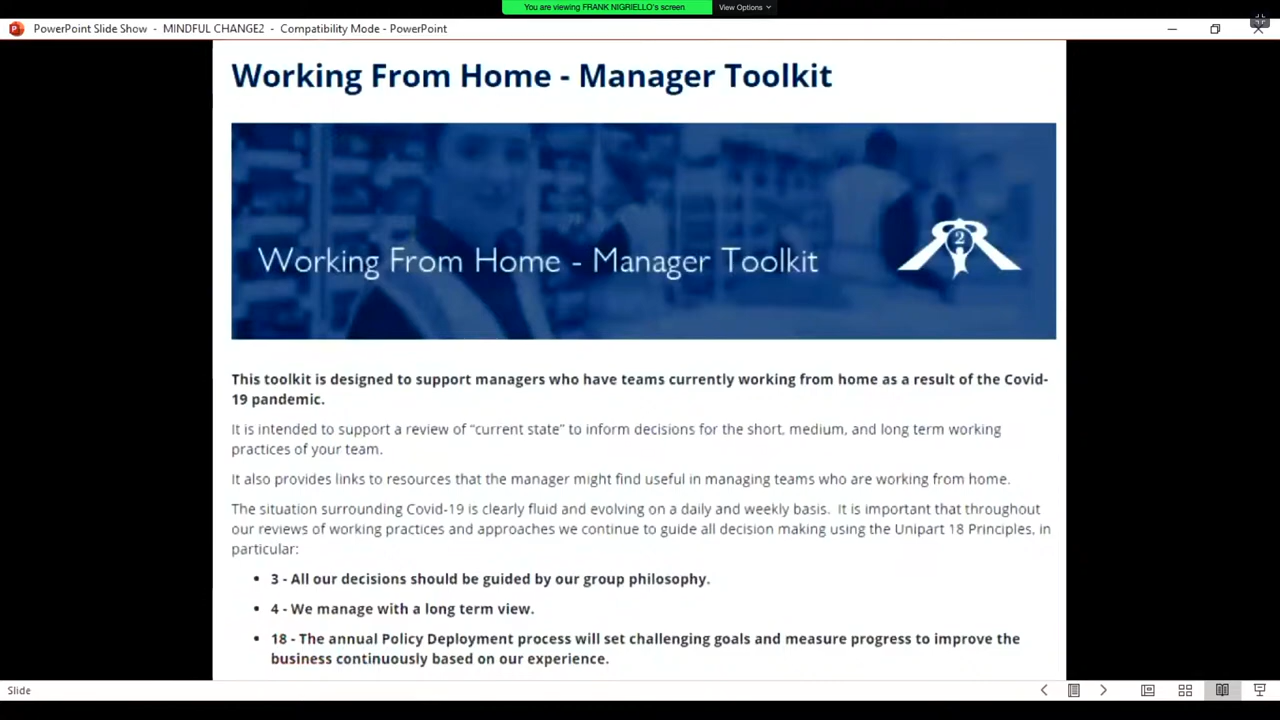 You are viewing FRANK NIGRIELLO's screen
View Options
PowerPoint Slide Show - MINDFUL CHANGE2 - Compatibility Mode - PowerPoint
Working From Home - Manager Toolkit
Working From Home - Manager Toolkit
2
This toolkit is designed to support managers who have teams currently working from home as a result of the Covid-
19 pandemic.
It is intended to support a review of “current state” to inform decisions for the short, medium, and long term working
practices of your team.
It also provides links to resources that the manager might find useful in managing teams who are working from home.
The situation surrounding Covid-19 is clearly fluid and evolving on a daily and weekly basis. It is important that throughout
our reviews of working practices and approaches we continue to guide all decision making using the Unipart 18 Principles, in
particular:
• 3 - All our decisions should be guided by our group philosophy.
• 4 - We manage with a long term view.
• 18 - The annual Policy Deployment process will set challenging goals and measure progress to improve the
business continuously based on our experience.
Slide